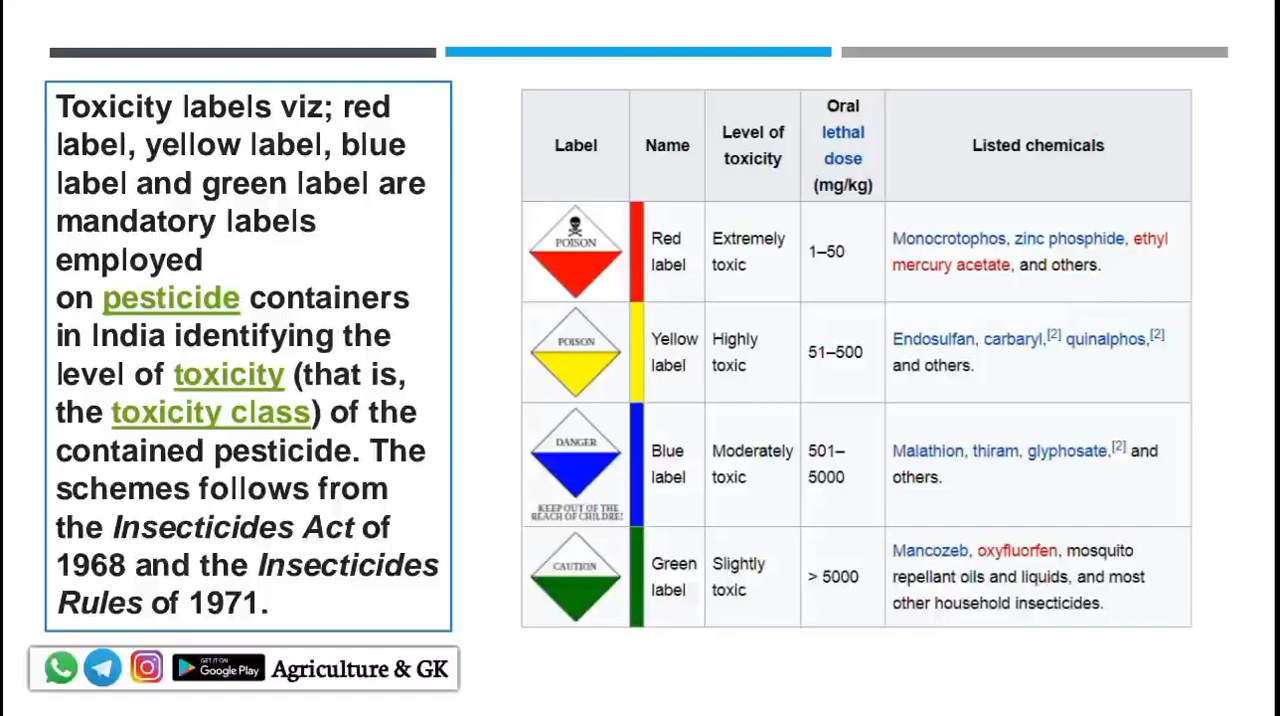 Toxicity labels viz; red
label, yellow label, blue
label and green label are
mandatory labels
employed
on pesticide containers
in India identifying the
level of toxicity (that is,
the toxicity class) of the
contained pesticide. The
schemes follows from
the Insecticides Act of
1968 and the Insecticides
Rules of 1971.
Label
Name
Level of
toxicity
Oral
lethal
dose
(mg/kg)
Listed chemicals
POISON
Red
label
Extremely
toxic
1–50
Monocrotophos, zinc phosphide, ethyl
mercury acetate, and others.
POISON
Yellow
label
Highly
toxic
51–500
Endosulfan, carbaryl,[2] quinalphos,[2]
and others.
DANGER
KEEP OUT OF THE
REACH OF CHILDRE!
Blue
label
Moderately
toxic
501–
5000
Malathion, thiram, glyphosate,[2] and
others.
CAUTION
Green
label
Slightly
toxic
> 5000
Mancozeb, oxyfluorfen, mosquito
repellant oils and liquids, and most
other household insecticides.
GET IT ON
Google Play
Agriculture & GK